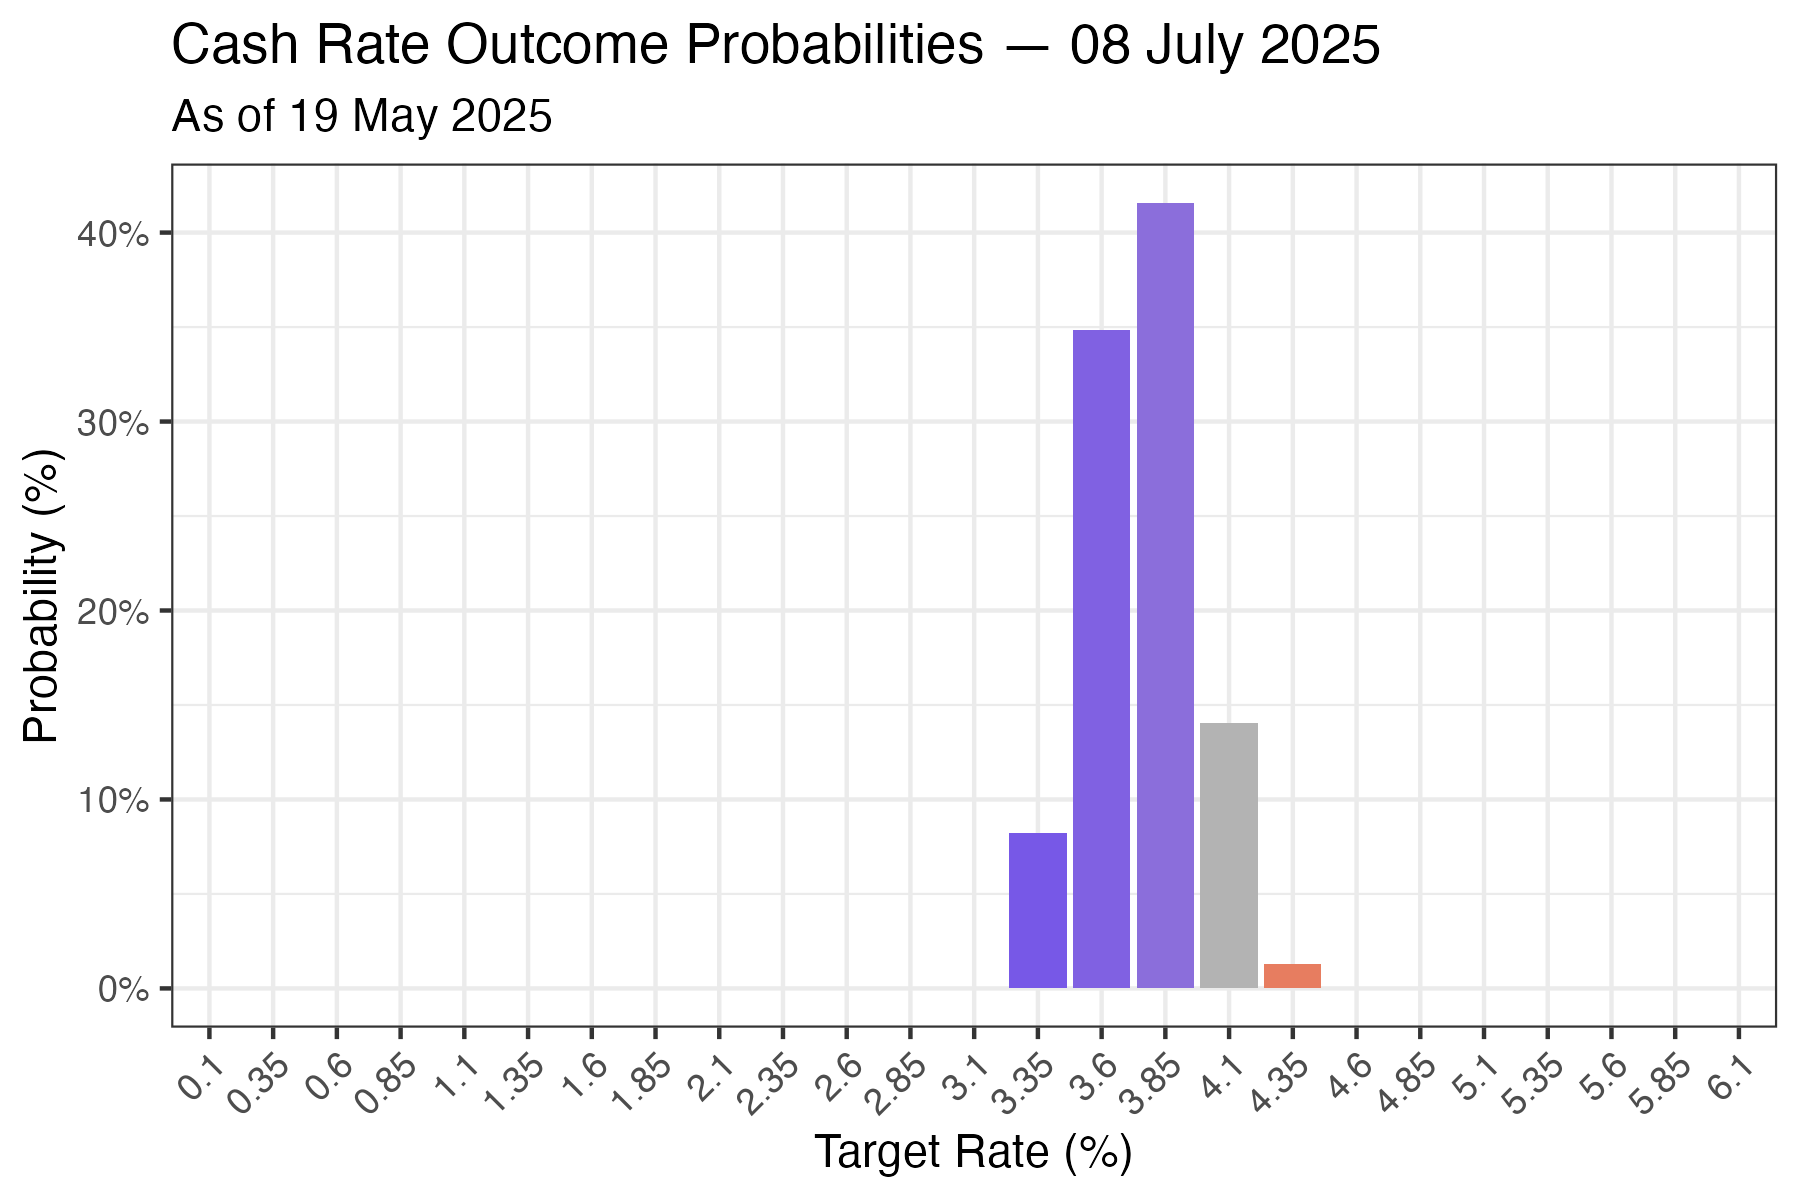 Cash Rate Outcome Probabilities — 08 July 2025
As of 19 May 2025
Probability (%)
40%
30%
20%
10%
0%
0.1 0.35 0.6 0.85 1.1 1.35 1.6 1.85 2.1 2.35 2.6 2.85 3.1 3.35 3.6 3.85 4.1 4.35 4.6 4.85 5.1 5.35 5.6 5.85 6.1
Target Rate (%)